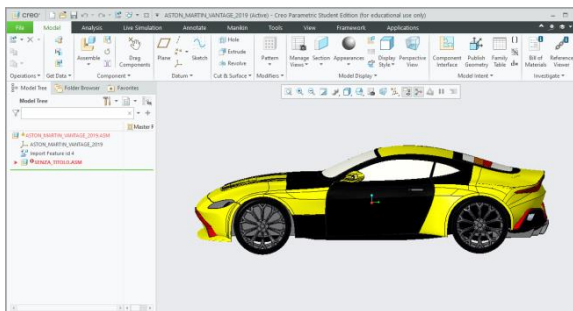 creo
ASTON_MARTIN_VANTAGE_2019 (Active) - Creo Parametric Student Edition (for educational use only)
File Model Analysis Live Simulation Annotate Manikin Tools View Framework Applications
Assemble Drag Components Plane Sketch Hole Extrude Revolve Pattern Manage Views Section Appearances Display Style Perspective View Component Interface Publish Geometry Family Table Bill of Materials Reference Viewer
Operations Get Data Component Datum Cut & Surface Modifiers Model Display Model Intent Investigate
Model Tree Folder Browser Favorites
Model Tree
Master R
ASTON_MARTIN_VANTAGE_2019.ASM
ASTON_MARTIN_VANTAGE_2019
Import Feature id 4
SENZA_TITOLO.ASM